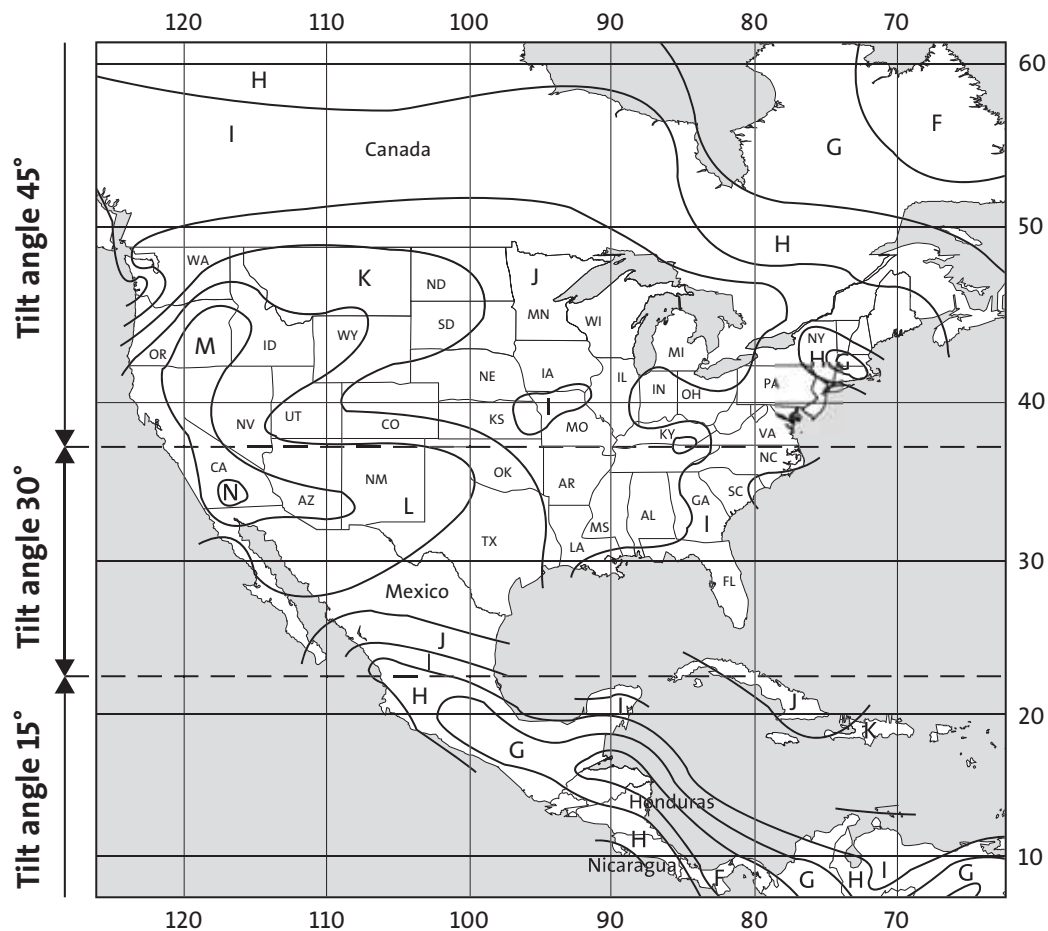 120 110 100 90 80 70
60
H
F
I
Canada
G
Tilt angle 45°
50
H
WA
K
J
ND
MN
OR
M
ID
WY
SD
WI
MI
NY
H
G
NE
IA
IL
IN
OH
PA
I
40
NV
UT
CO
KS
MO
KY
VA
NC
CA
N
AZ
NM
L
OK
AR
GA
SC
Tilt angle 30°
MS
AL
I
TX
LA
30
FL
Mexico
J
I
H
I
J
20
K
G
Tilt angle 15°
Honduras
H
Nicaragua
10
F
G
H
I
G
120 110 100 90 80 70